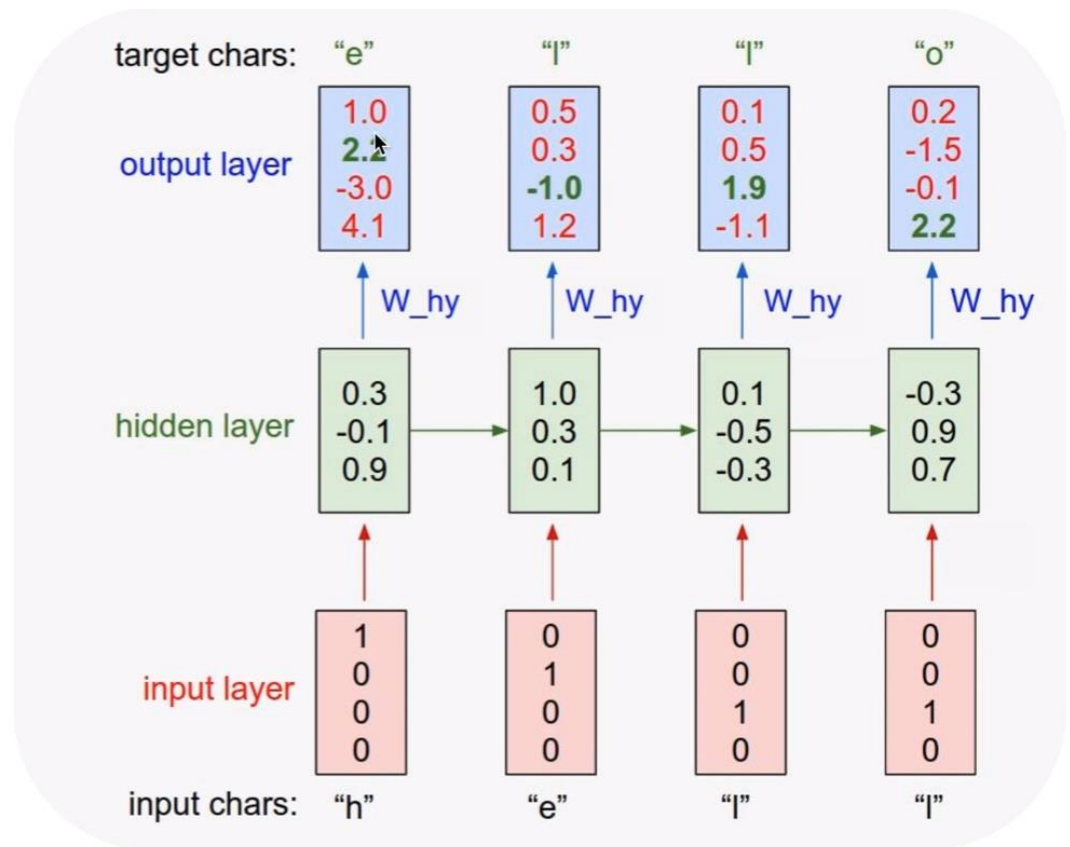 target chars: “e” “l” “l” “o”
output layer
1.0 0.5 0.1 0.2
2.2 0.3 0.5 -1.5
-3.0 -1.0 1.9 -0.1
4.1 1.2 -1.1 2.2
W_hy W_hy W_hy W_hy
hidden layer
0.3 1.0 0.1 -0.3
-0.1 0.3 -0.5 0.9
0.9 0.1 -0.3 0.7
input layer
1 0 0 0
0 1 0 0
0 0 1 1
0 0 0 0
input chars: “h” “e” “l” “l”